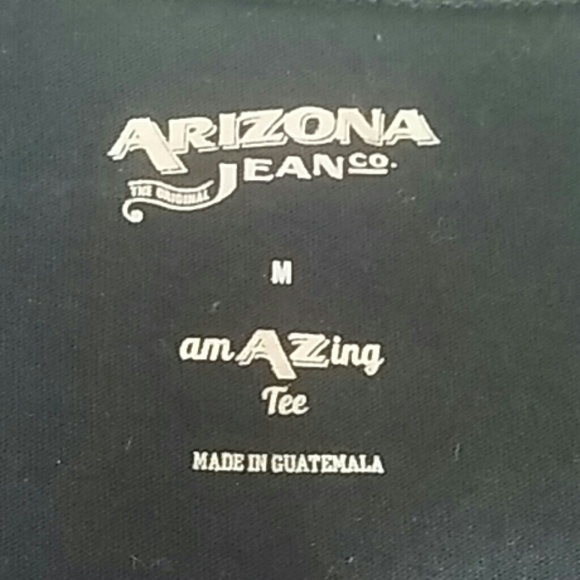 ARIZONA
JEAN CO.
THE ORIGINAL
M
amAZing
Tee
MADE IN GUATEMALA